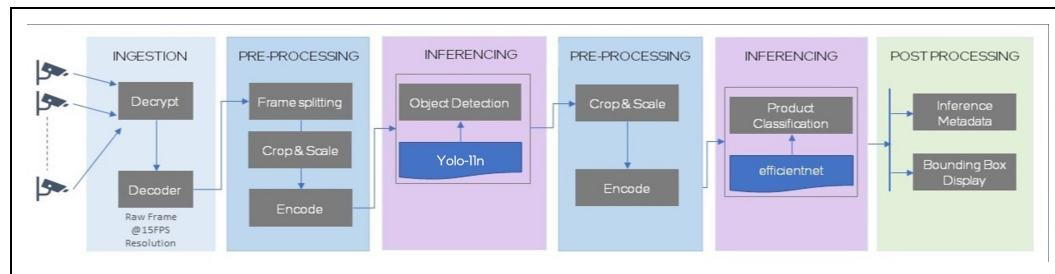 INGESTION
Decrypt
Decoder
Raw Frame
@15FPS
Resolution
PRE-PROCESSING
Frame splitting
Crop & Scale
Encode
INFERENCING
Object Detection
Yolo-11n
PRE-PROCESSING
Crop & Scale
Encode
INFERENCING
Product
Classification
efficientnet
POST PROCESSING
Inference
Metadata
Bounding Box
Display